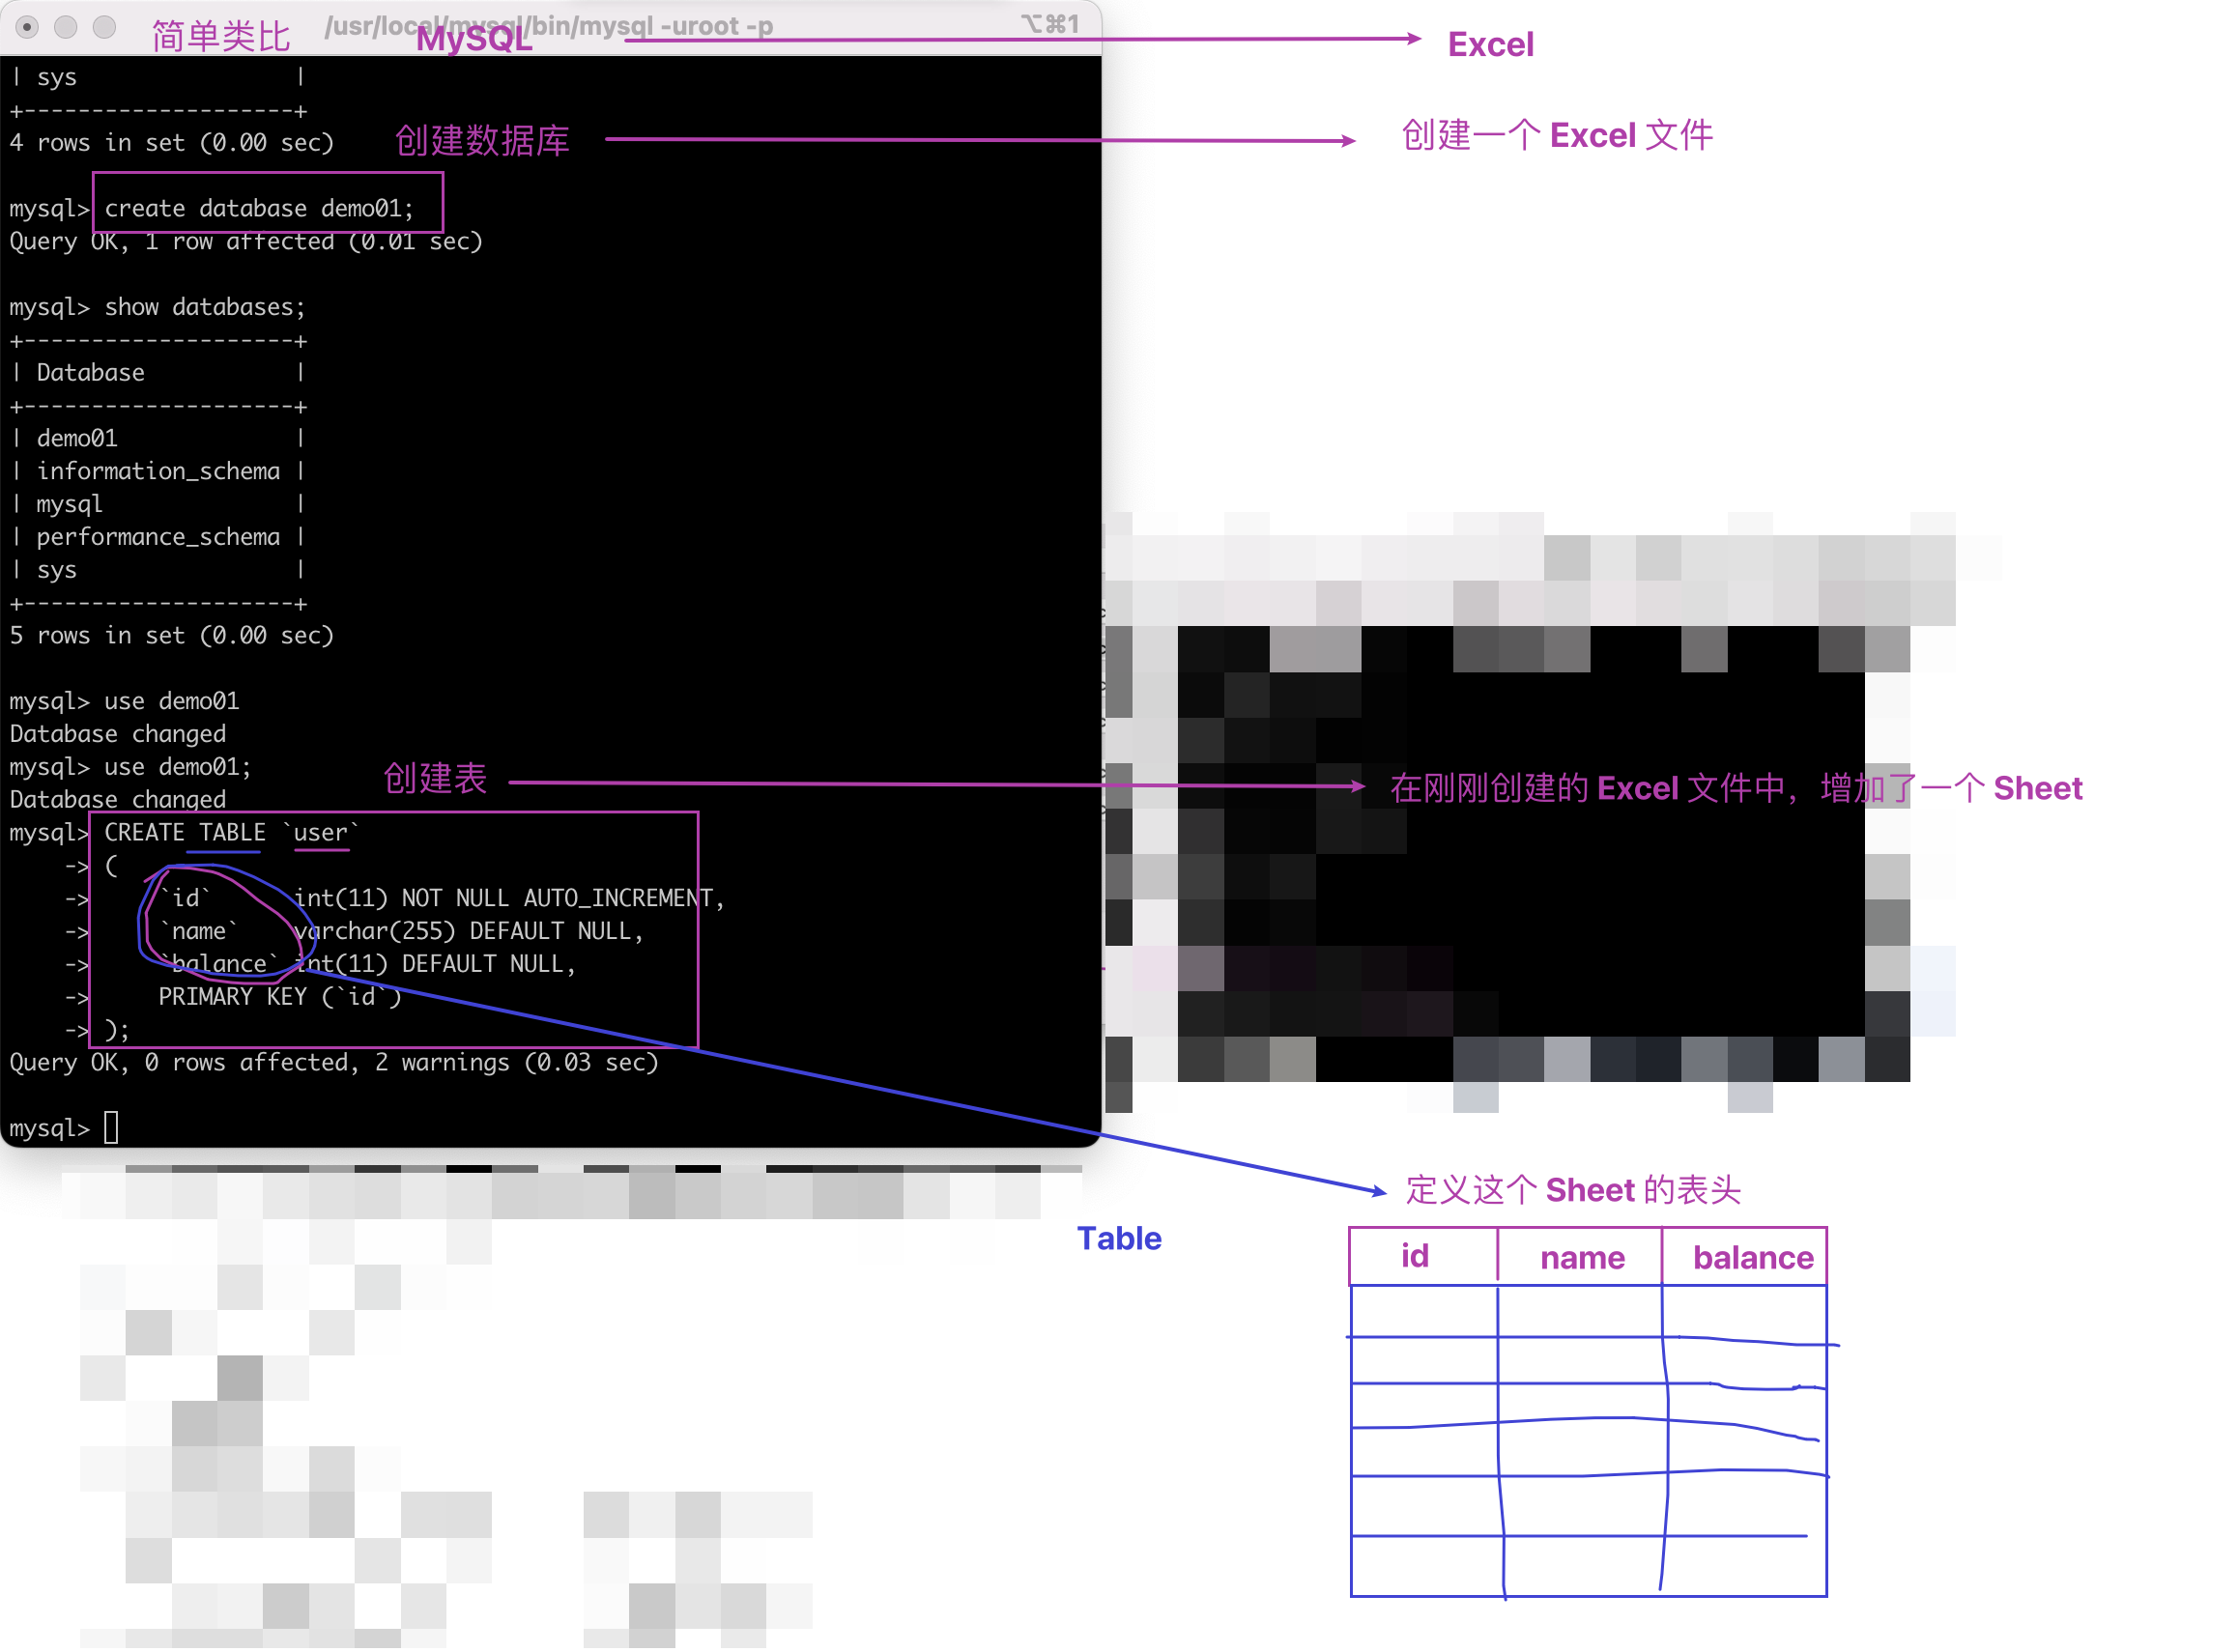 简单类比 MySQL Excel
/usr/local/mysql/bin/mysql -uroot -p ⌥⌘1
| sys                |
+--------------------+
4 rows in set (0.00 sec)
创建数据库 创建一个 Excel 文件
mysql> create database demo01;
Query OK, 1 row affected (0.01 sec)
mysql> show databases;
+--------------------+
| Database           |
+--------------------+
| demo01             |
| information_schema |
| mysql              |
| performance_schema |
| sys                |
+--------------------+
5 rows in set (0.00 sec)
mysql> use demo01
Database changed
mysql> use demo01;
Database changed
创建表 在刚刚创建的 Excel 文件中，增加了一个 Sheet
mysql> CREATE TABLE `user`
    -> (
    ->     `id`      int(11) NOT NULL AUTO_INCREMENT,
    ->     `name`    varchar(255) DEFAULT NULL,
    ->     `balance` int(11) DEFAULT NULL,
    ->     PRIMARY KEY (`id`)
    -> );
Query OK, 0 rows affected, 2 warnings (0.03 sec)
mysql>
定义这个 Sheet 的表头
Table
id name balance